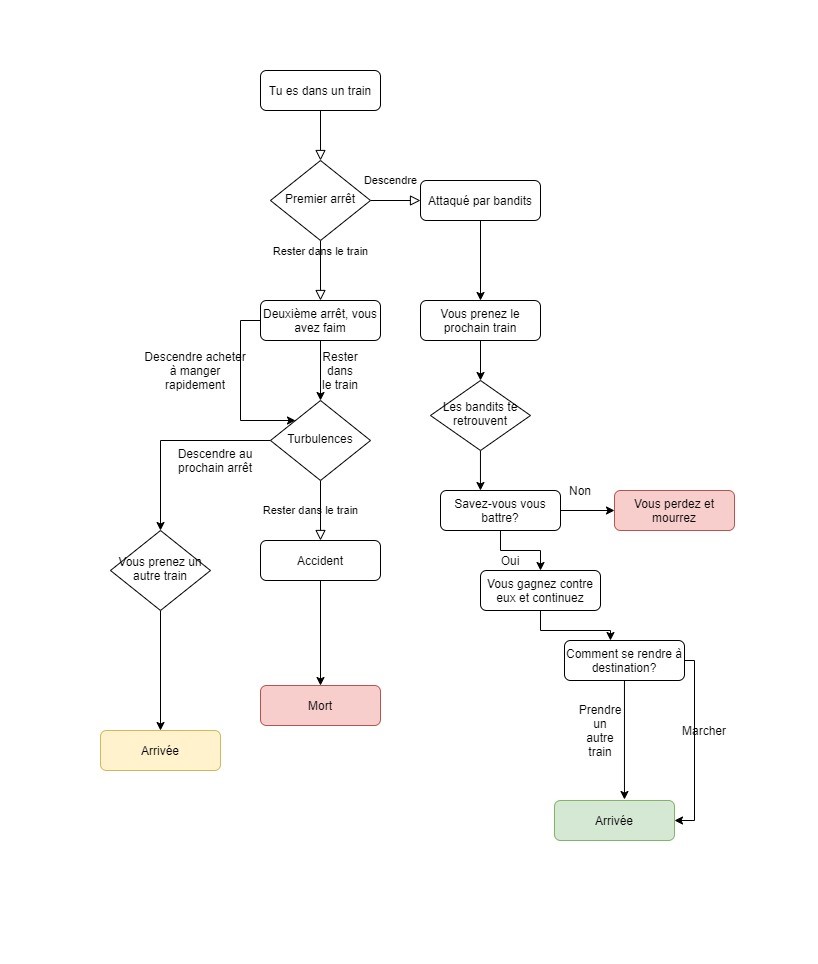 Tu es dans un train
Descendre
Premier arrêt
Attaqué par bandits
Rester dans le train
Deuxième arrêt, vous
avez faim
Vous prenez le
prochain train
Descendre acheter
à manger
rapidement
Rester
dans
le train
Les bandits te
retrouvent
Turbulences
Descendre au
prochain arrêt
Rester dans le train
Savez-vous vous
battre?
Non
Vous perdez et
mourrez
Oui
Vous prenez un
autre train
Accident
Vous gagnez contre
eux et continuez
Comment se rendre à
destination?
Prendre
un
autre
train
Marcher
Mort
Arrivée
Arrivée